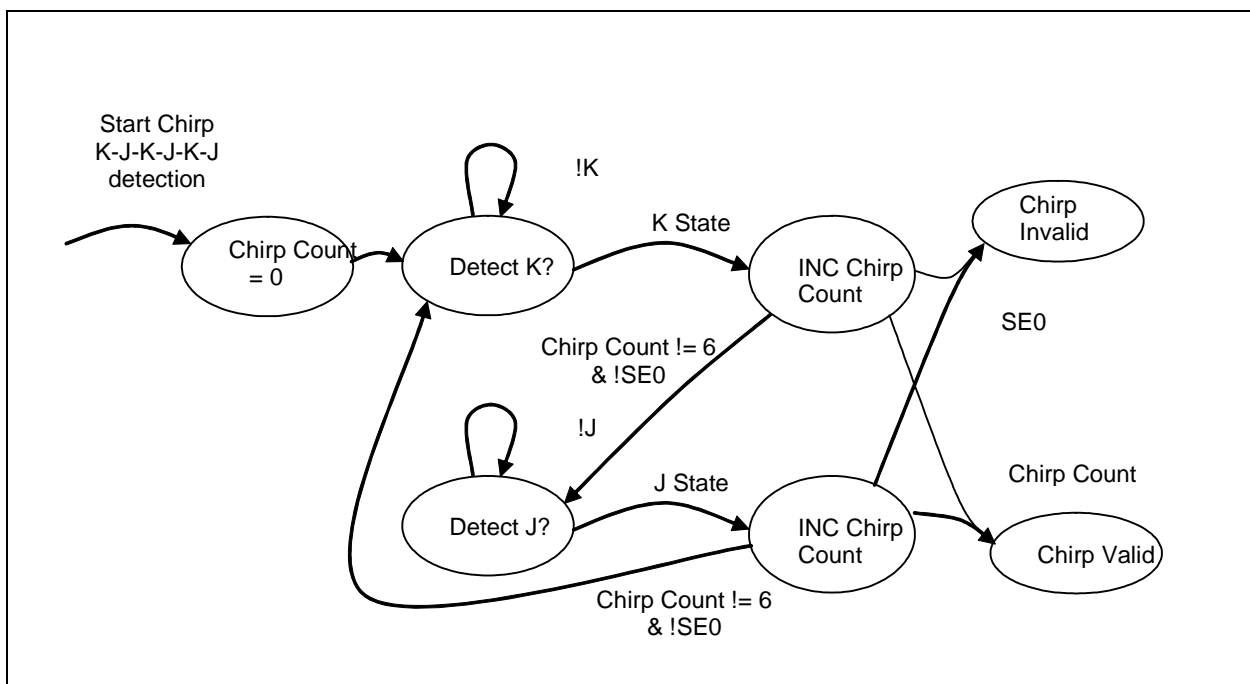 Start Chirp
K-J-K-J-K-J
detection
!K
K State
Chirp
Invalid
Chirp Count
= 0
Detect K?
INC Chirp
Count
SE0
Chirp Count != 6
& !SE0
!J
J State
Chirp Count
Detect J?
INC Chirp
Count
Chirp Valid
Chirp Count != 6
& !SE0